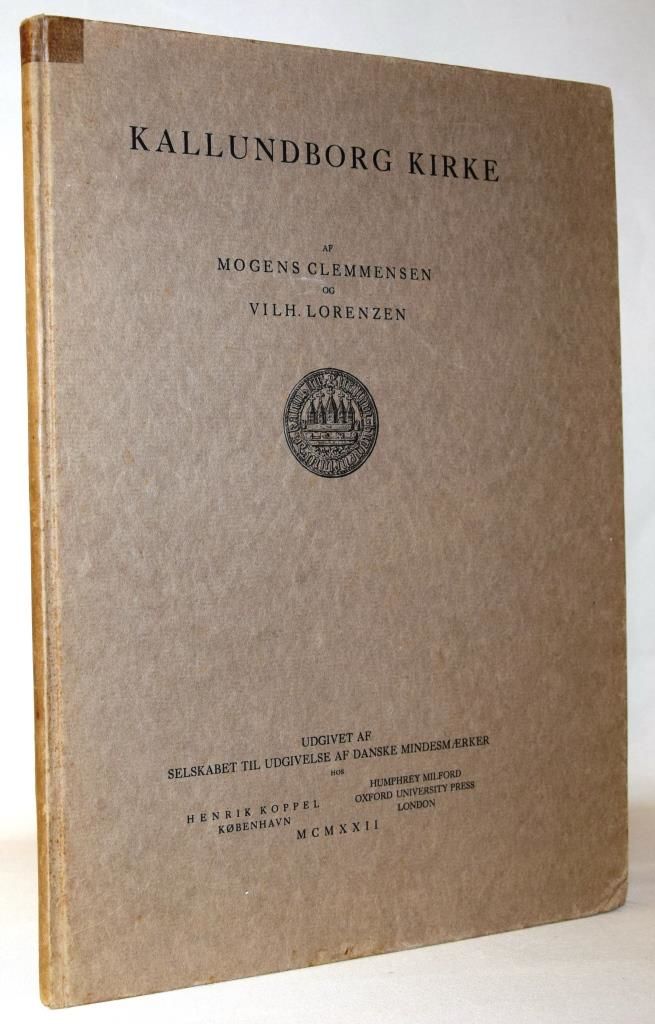 KALLUNDBORG KIRKE
AF
MOGENS CLEMMENSEN
OG
VILH. LORENZEN
UDGIVET AF
SELSKABET TIL UDGIVELSE AF DANSKE MINDESMÆRKER
HOS
HENRIK KOPPEL
KØBENHAVN
HUMPHREY MILFORD
OXFORD UNIVERSITY PRESS
LONDON
MCMXXII